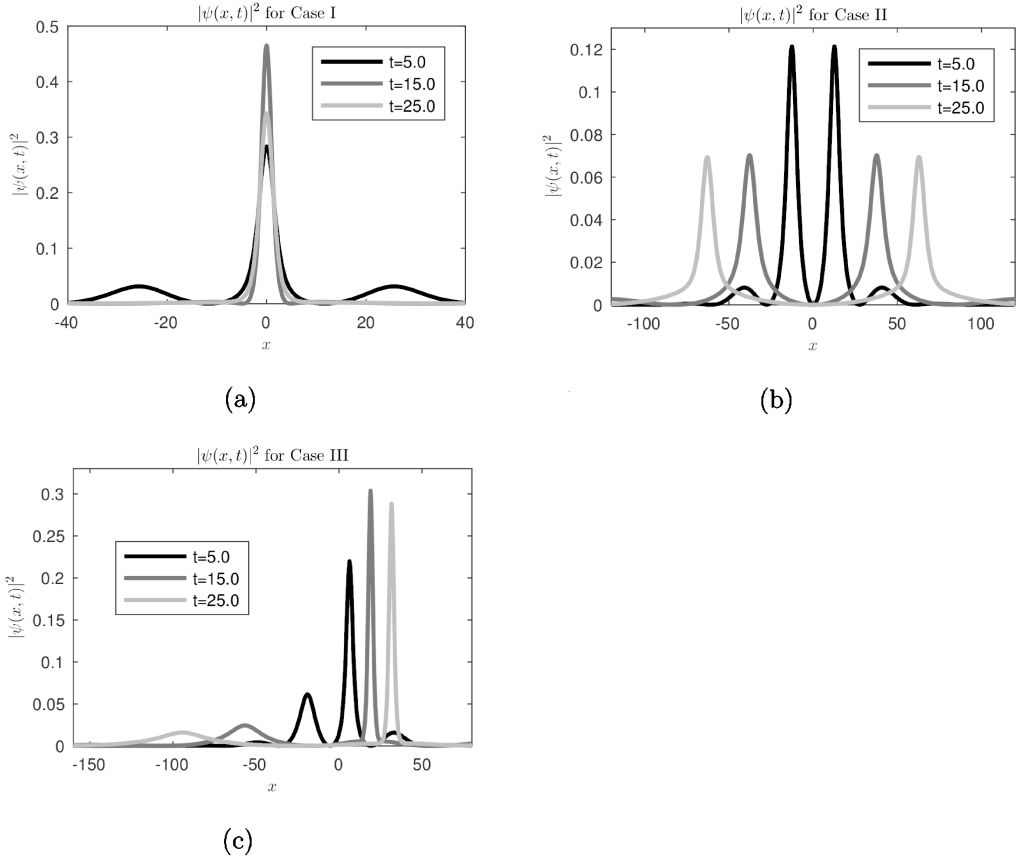 |ψ(x, t)|² for Case I
0.5
0.4
0.3
0.2
0.1
0
|ψ(x, t)|²
t=5.0
t=15.0
t=25.0
-40 -20 0 20 40
x
(a)
|ψ(x, t)|² for Case II
0.12
0.1
0.08
0.06
0.04
0.02
0
|ψ(x, t)|²
t=5.0
t=15.0
t=25.0
-100 -50 0 50 100
x
(b)
|ψ(x, t)|² for Case III
0.3
0.25
0.2
0.15
0.1
0.05
0
|ψ(x, t)|²
t=5.0
t=15.0
t=25.0
-150 -100 -50 0 50
x
(c)